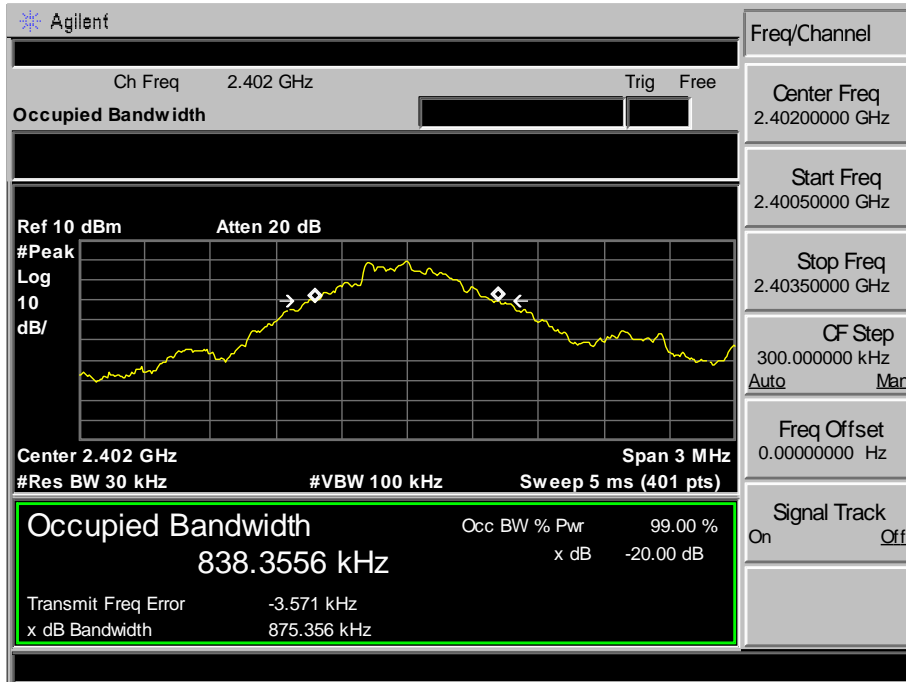 Agilent
Freq/Channel
Ch Freq 2.402 GHz Trig Free
Occupied Bandwidth
Center Freq
2.40200000 GHz
Start Freq
2.40050000 GHz
Stop Freq
2.40350000 GHz
CF Step
300.000000 kHz
Auto Man
Freq Offset
0.00000000 Hz
Signal Track
On Off
Ref 10 dBm Atten 20 dB
#Peak
Log
10
dB/
Center 2.402 GHz Span 3 MHz
#Res BW 30 kHz #VBW 100 kHz Sweep 5 ms (401 pts)
Occupied Bandwidth Occ BW % Pwr 99.00 %
838.3556 kHz x dB -20.00 dB
Transmit Freq Error -3.571 kHz
x dB Bandwidth 875.356 kHz